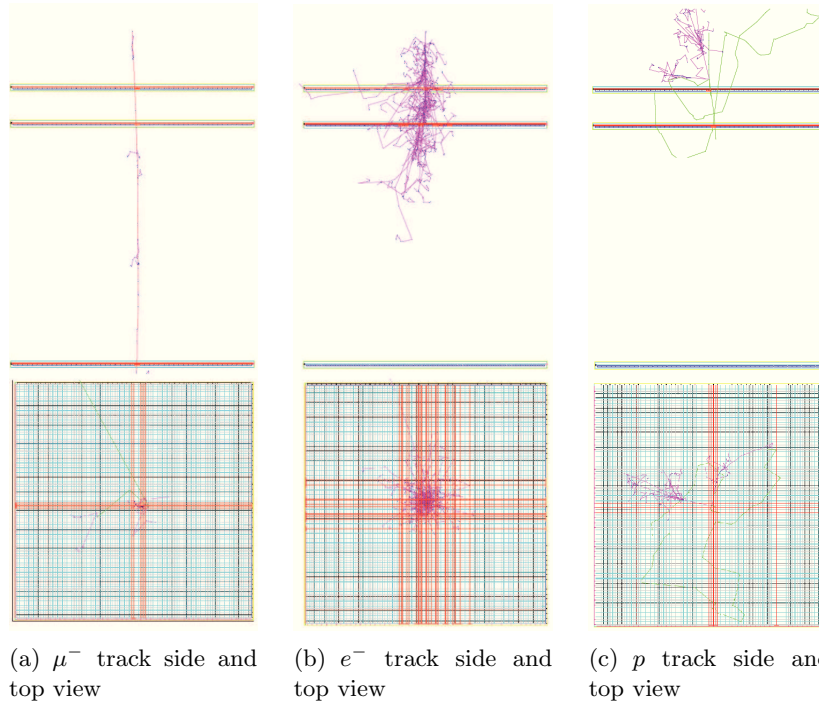 (a) μ⁻ track side and
top view
(b) e⁻ track side and
top view
(c) p track side an
top view